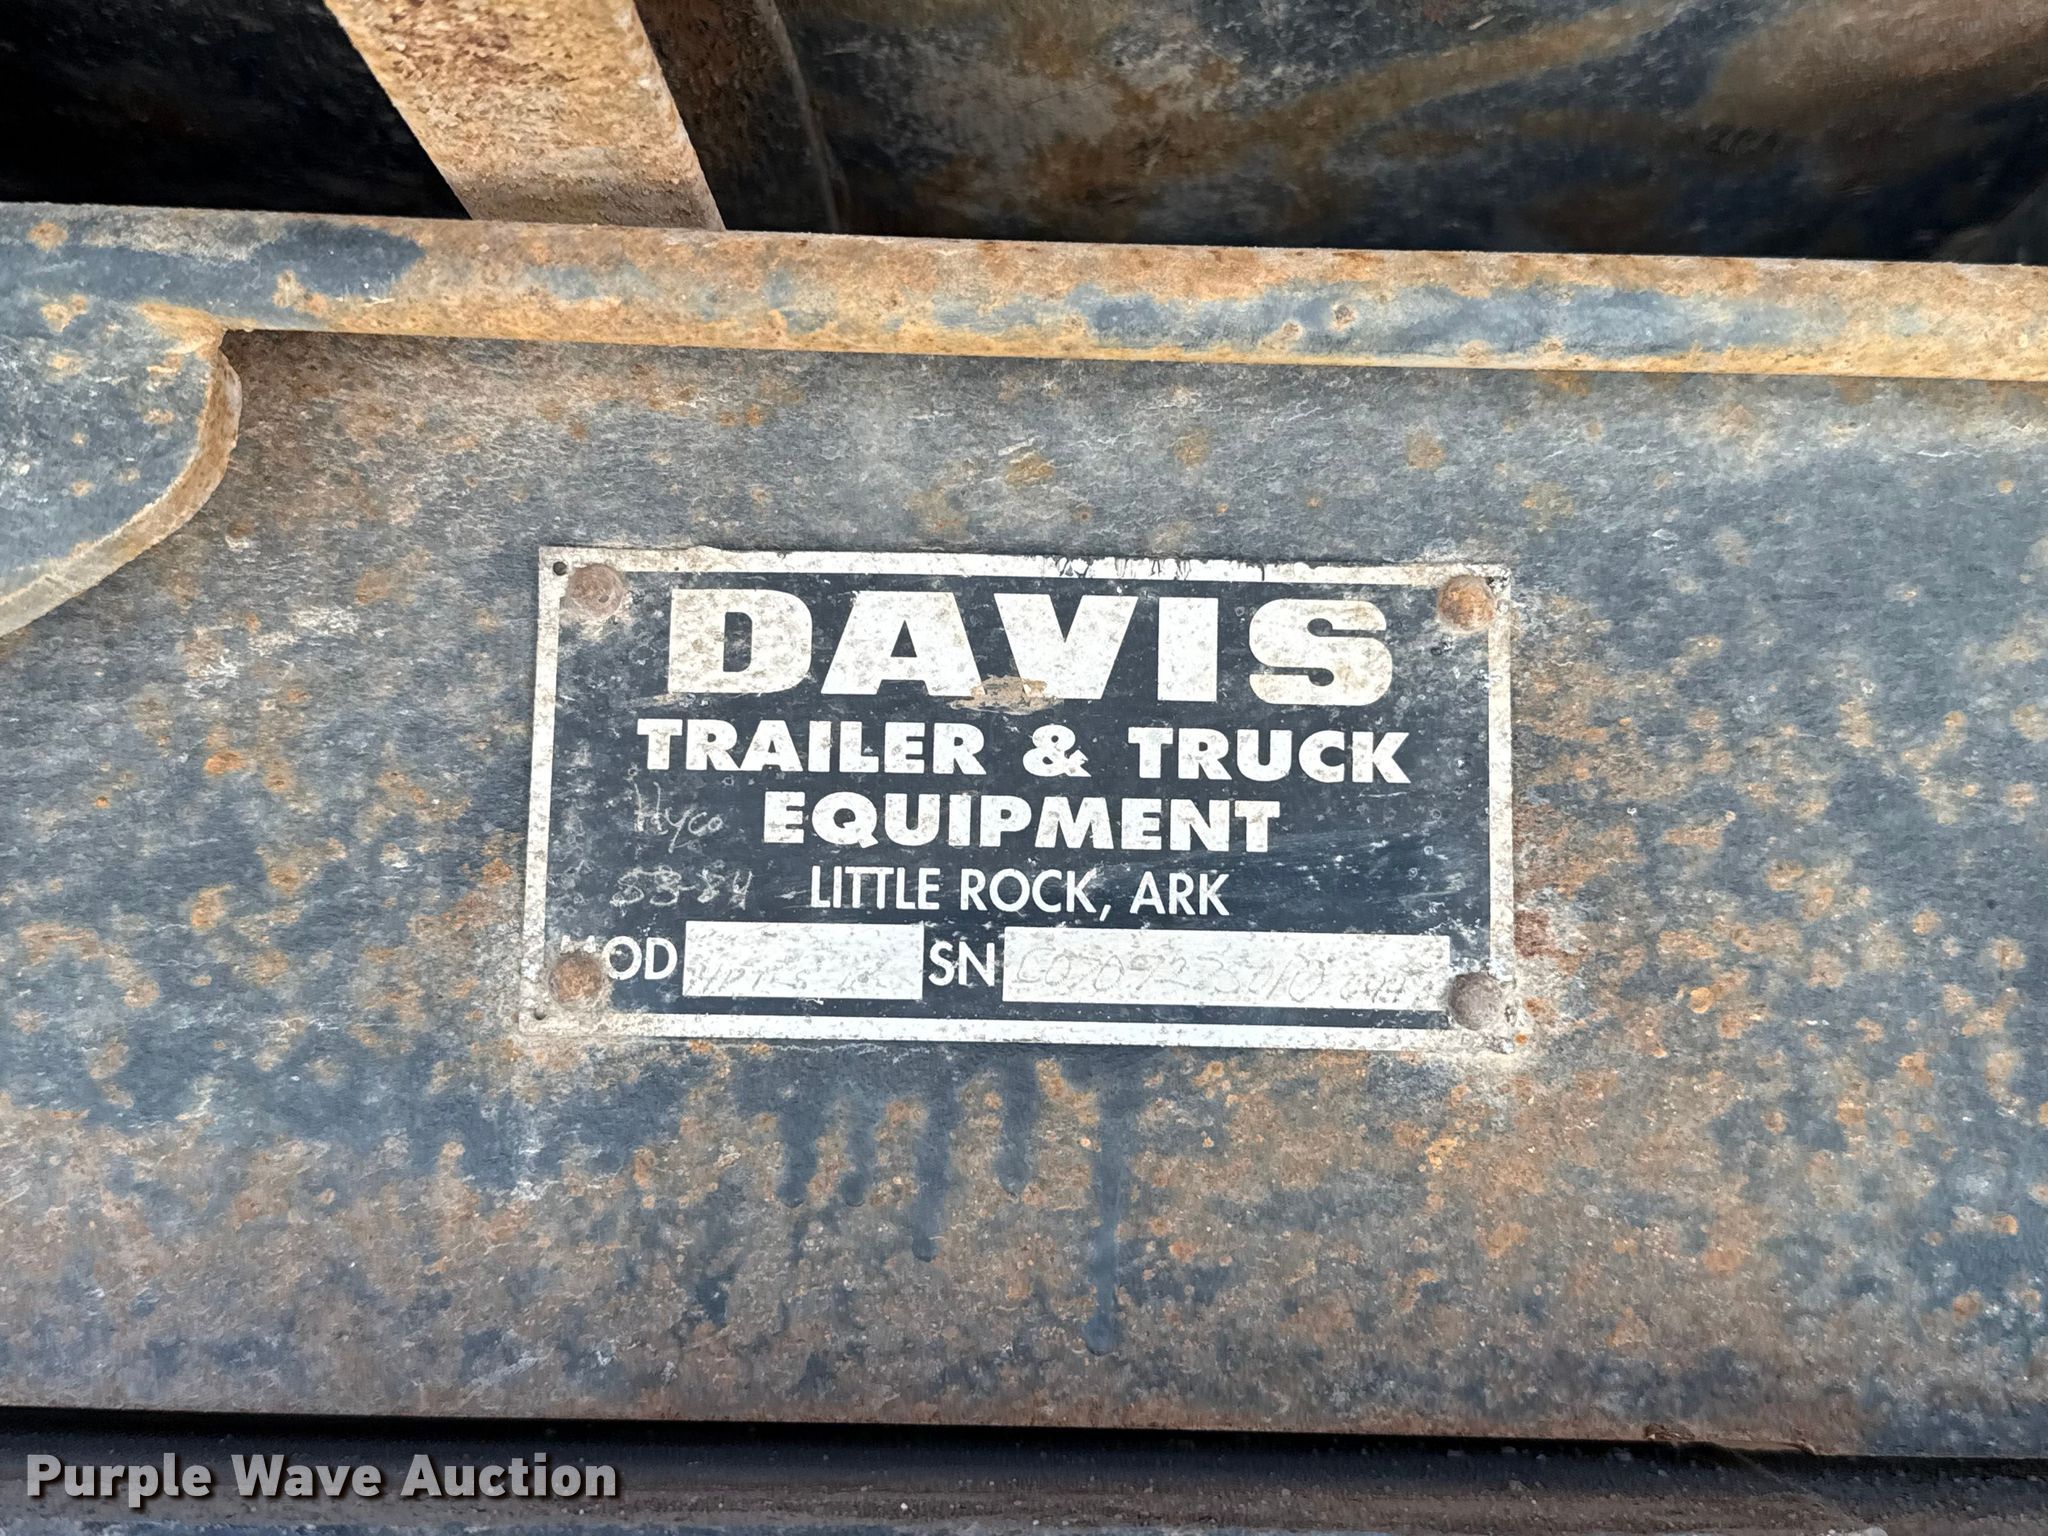 DAVIS
TRAILER & TRUCK
Hyco EQUIPMENT
LITTLE ROCK, ARK
MOD SN
Purple Wave Auction